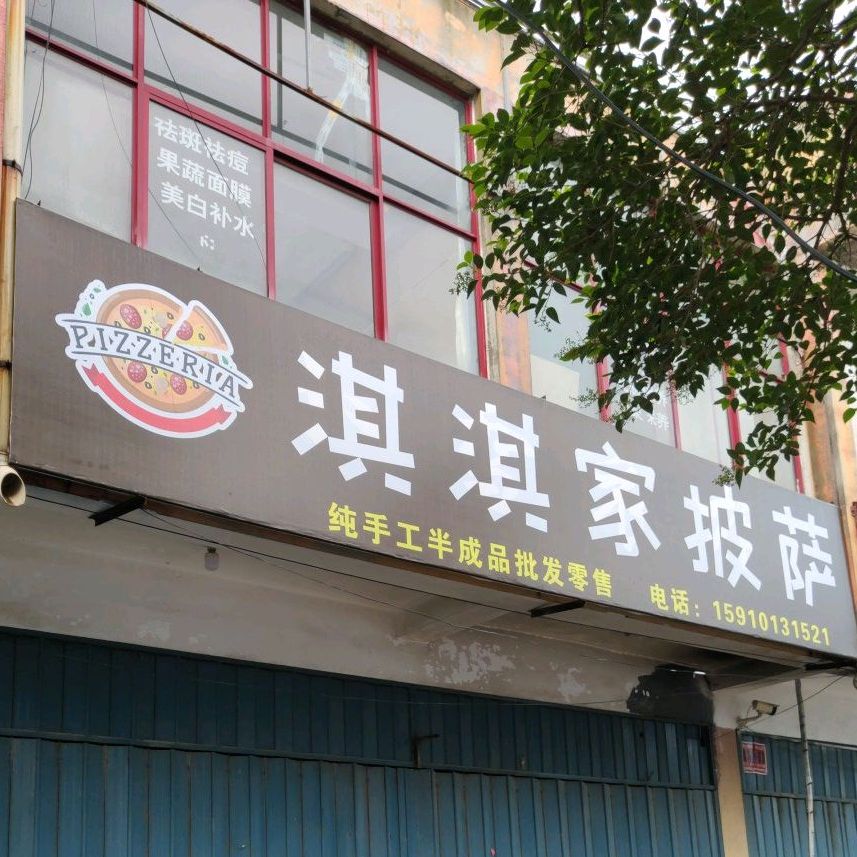 祛斑祛痘
果蔬面膜
美白补水
PIZZERIA
淇淇家披萨
纯手工半成品批发零售 电话：15910131521